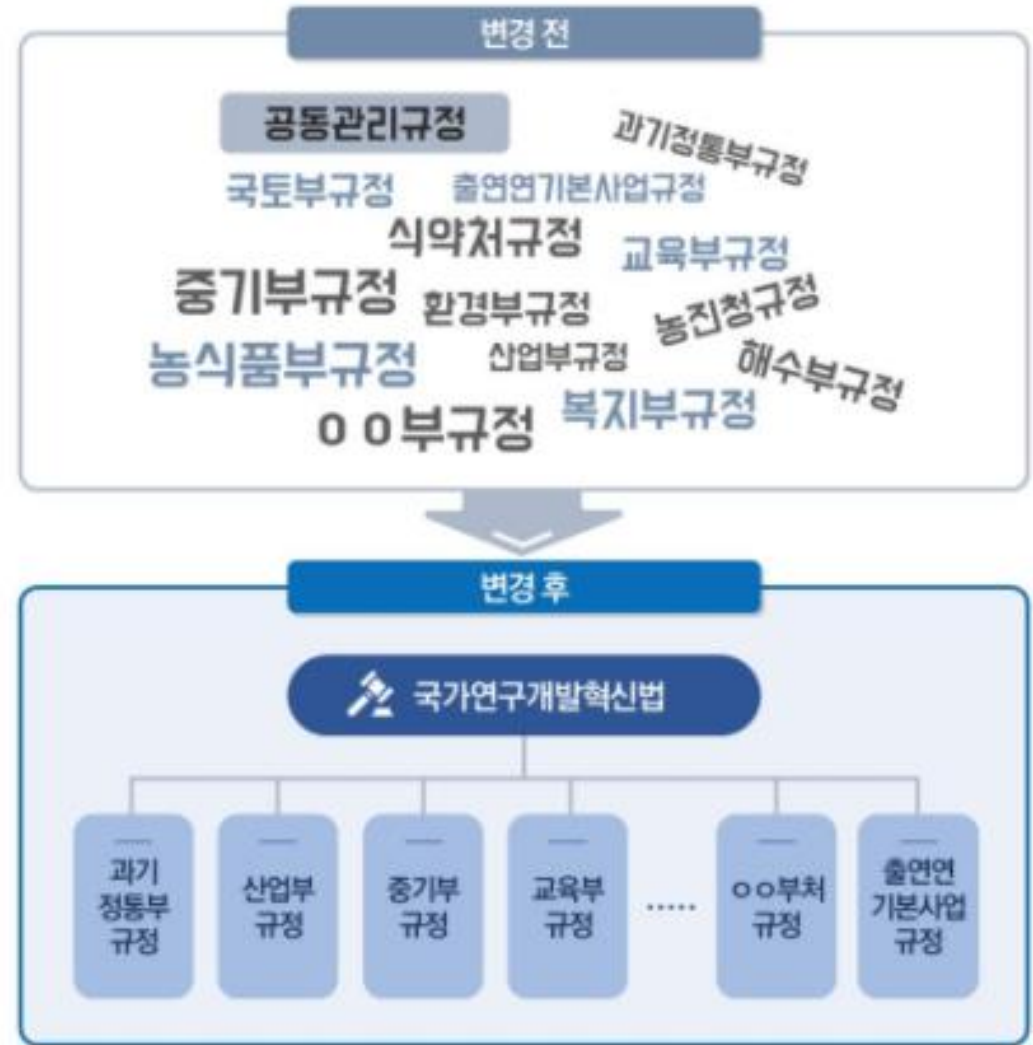 변경 전
공동관리규정
과기정통부규정
국토부규정 출연연기본사업규정
식약처규정
교육부규정
중기부규정 환경부규정
농진청규정
농식품부규정 산업부규정
해수부규정
ㅇㅇ부규정 복지부규정
변경 후
국가연구개발혁신법
과기
정통부
규정
산업부
규정
중기부
규정
교육부
규정
.....
ㅇㅇ부처
규정
출연연
기본사업
규정